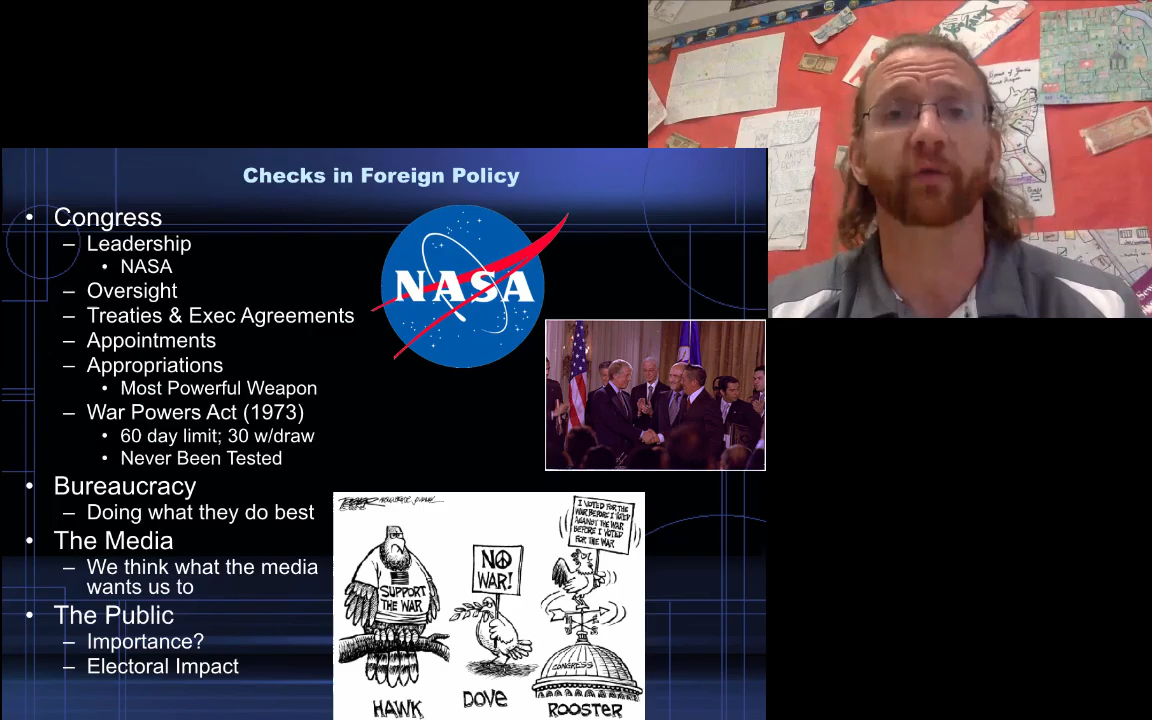 Checks in Foreign Policy
• Congress
– Leadership
• NASA
– Oversight
– Treaties & Exec Agreements
– Appointments
– Appropriations
• Most Powerful Weapon
– War Powers Act (1973)
• 60 day limit; 30 w/draw
• Never Been Tested
• Bureaucracy
– Doing what they do best
• The Media
– We think what the media
wants us to
• The Public
– Importance?
– Electoral Impact
NASA
SUPPORT
THE WAR
HAWK
NO
WAR!
DOVE
I VOTED FOR THE
WAR BEFORE I VOTED
AGAINST THE WAR
BEFORE I VOTED
FOR THE WAR
CONGRESS
ROOSTER